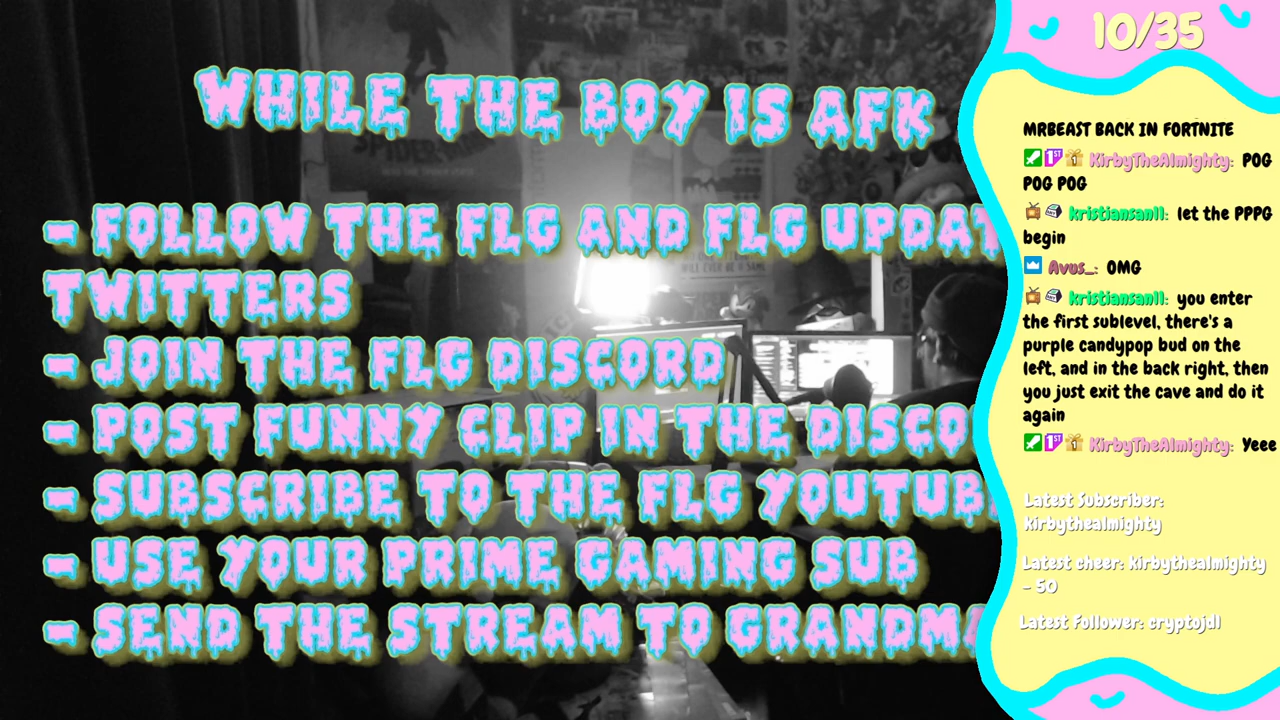 WHILE THE BOY IS AFK
- FOLLOW THE FLG AND FLG UPDAT
TWITTERS
- JOIN THE FLG DISCORD
- POST FUNNY CLIP IN THE DISCO
- SUBSCRIBE TO THE FLG YOUTUB
- USE YOUR PRIME GAMING SUB
- SEND THE STREAM TO GRANDMA
10/35
MRBEAST BACK IN FORTNITE
KirbyTheAlmighty: POG
POG POG
kristiansan11: let the PPPG
begin
Avus_: OMG
kristiansan11: you enter
the first sublevel, there's a
purple candypop bud on the
left, and in the back right, then
you just exit the cave and do it
again
KirbyTheAlmighty: Yeee
Latest Subscriber:
kirbythealmighty
Latest cheer: kirbythealmighty
- 50
Latest Follower: cryptojdl